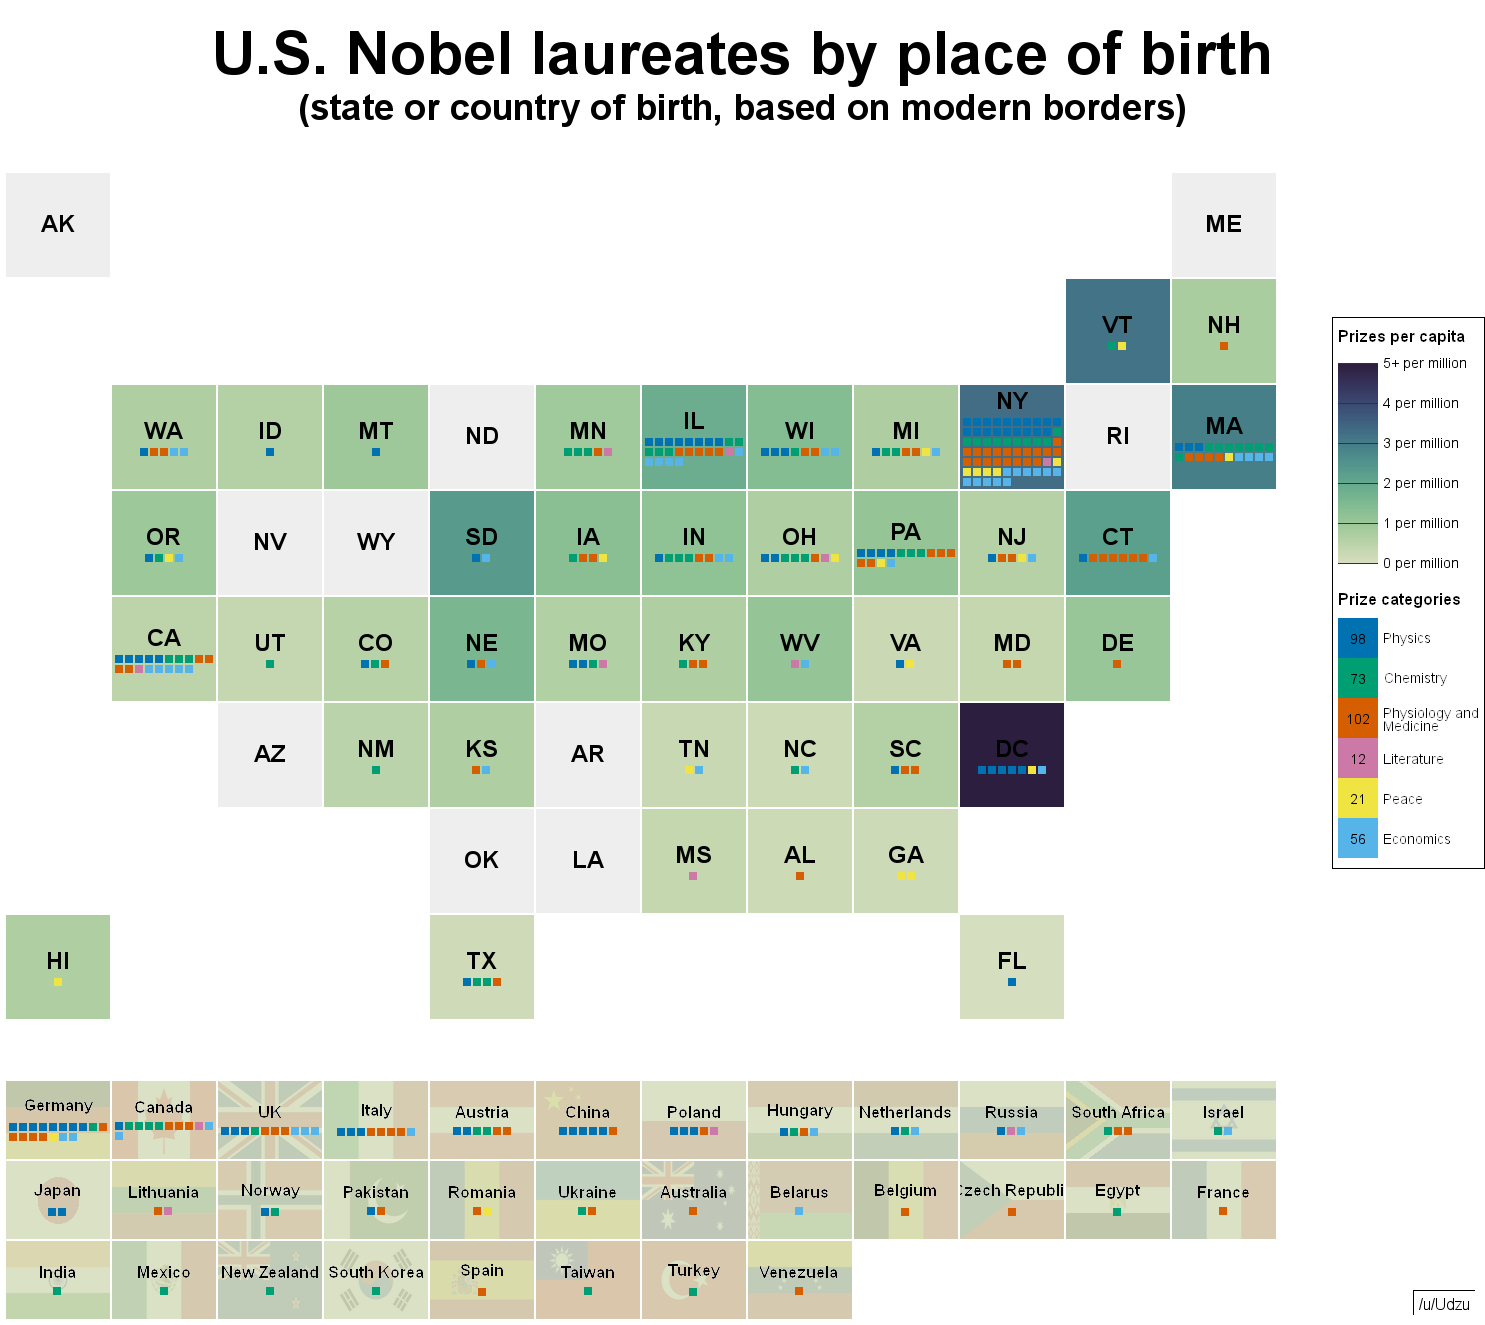 U.S. Nobel laureates by place of birth
(state or country of birth, based on modern borders)
AK
ME
VT
NH
WA
ID
MT
ND
MN
IL
WI
MI
NY
RI
MA
OR
NV
WY
SD
IA
IN
OH
PA
NJ
CT
CA
UT
CO
NE
MO
KY
WV
VA
MD
DE
AZ
NM
KS
AR
TN
NC
SC
DC
OK
LA
MS
AL
GA
HI
TX
FL
Prizes per capita
5+ per million
4 per million
3 per million
2 per million
1 per million
0 per million
Prize categories
98 Physics
73 Chemistry
102 Physiology and
Medicine
12 Literature
21 Peace
56 Economics
Germany
Canada
UK
Italy
Austria
China
Poland
Hungary
Netherlands
Russia
South Africa
Israel
Japan
Lithuania
Norway
Pakistan
Romania
Ukraine
Australia
Belarus
Belgium
Czech Republi
Egypt
France
India
Mexico
New Zealand
South Korea
Spain
Taiwan
Turkey
Venezuela
/u/Udzu